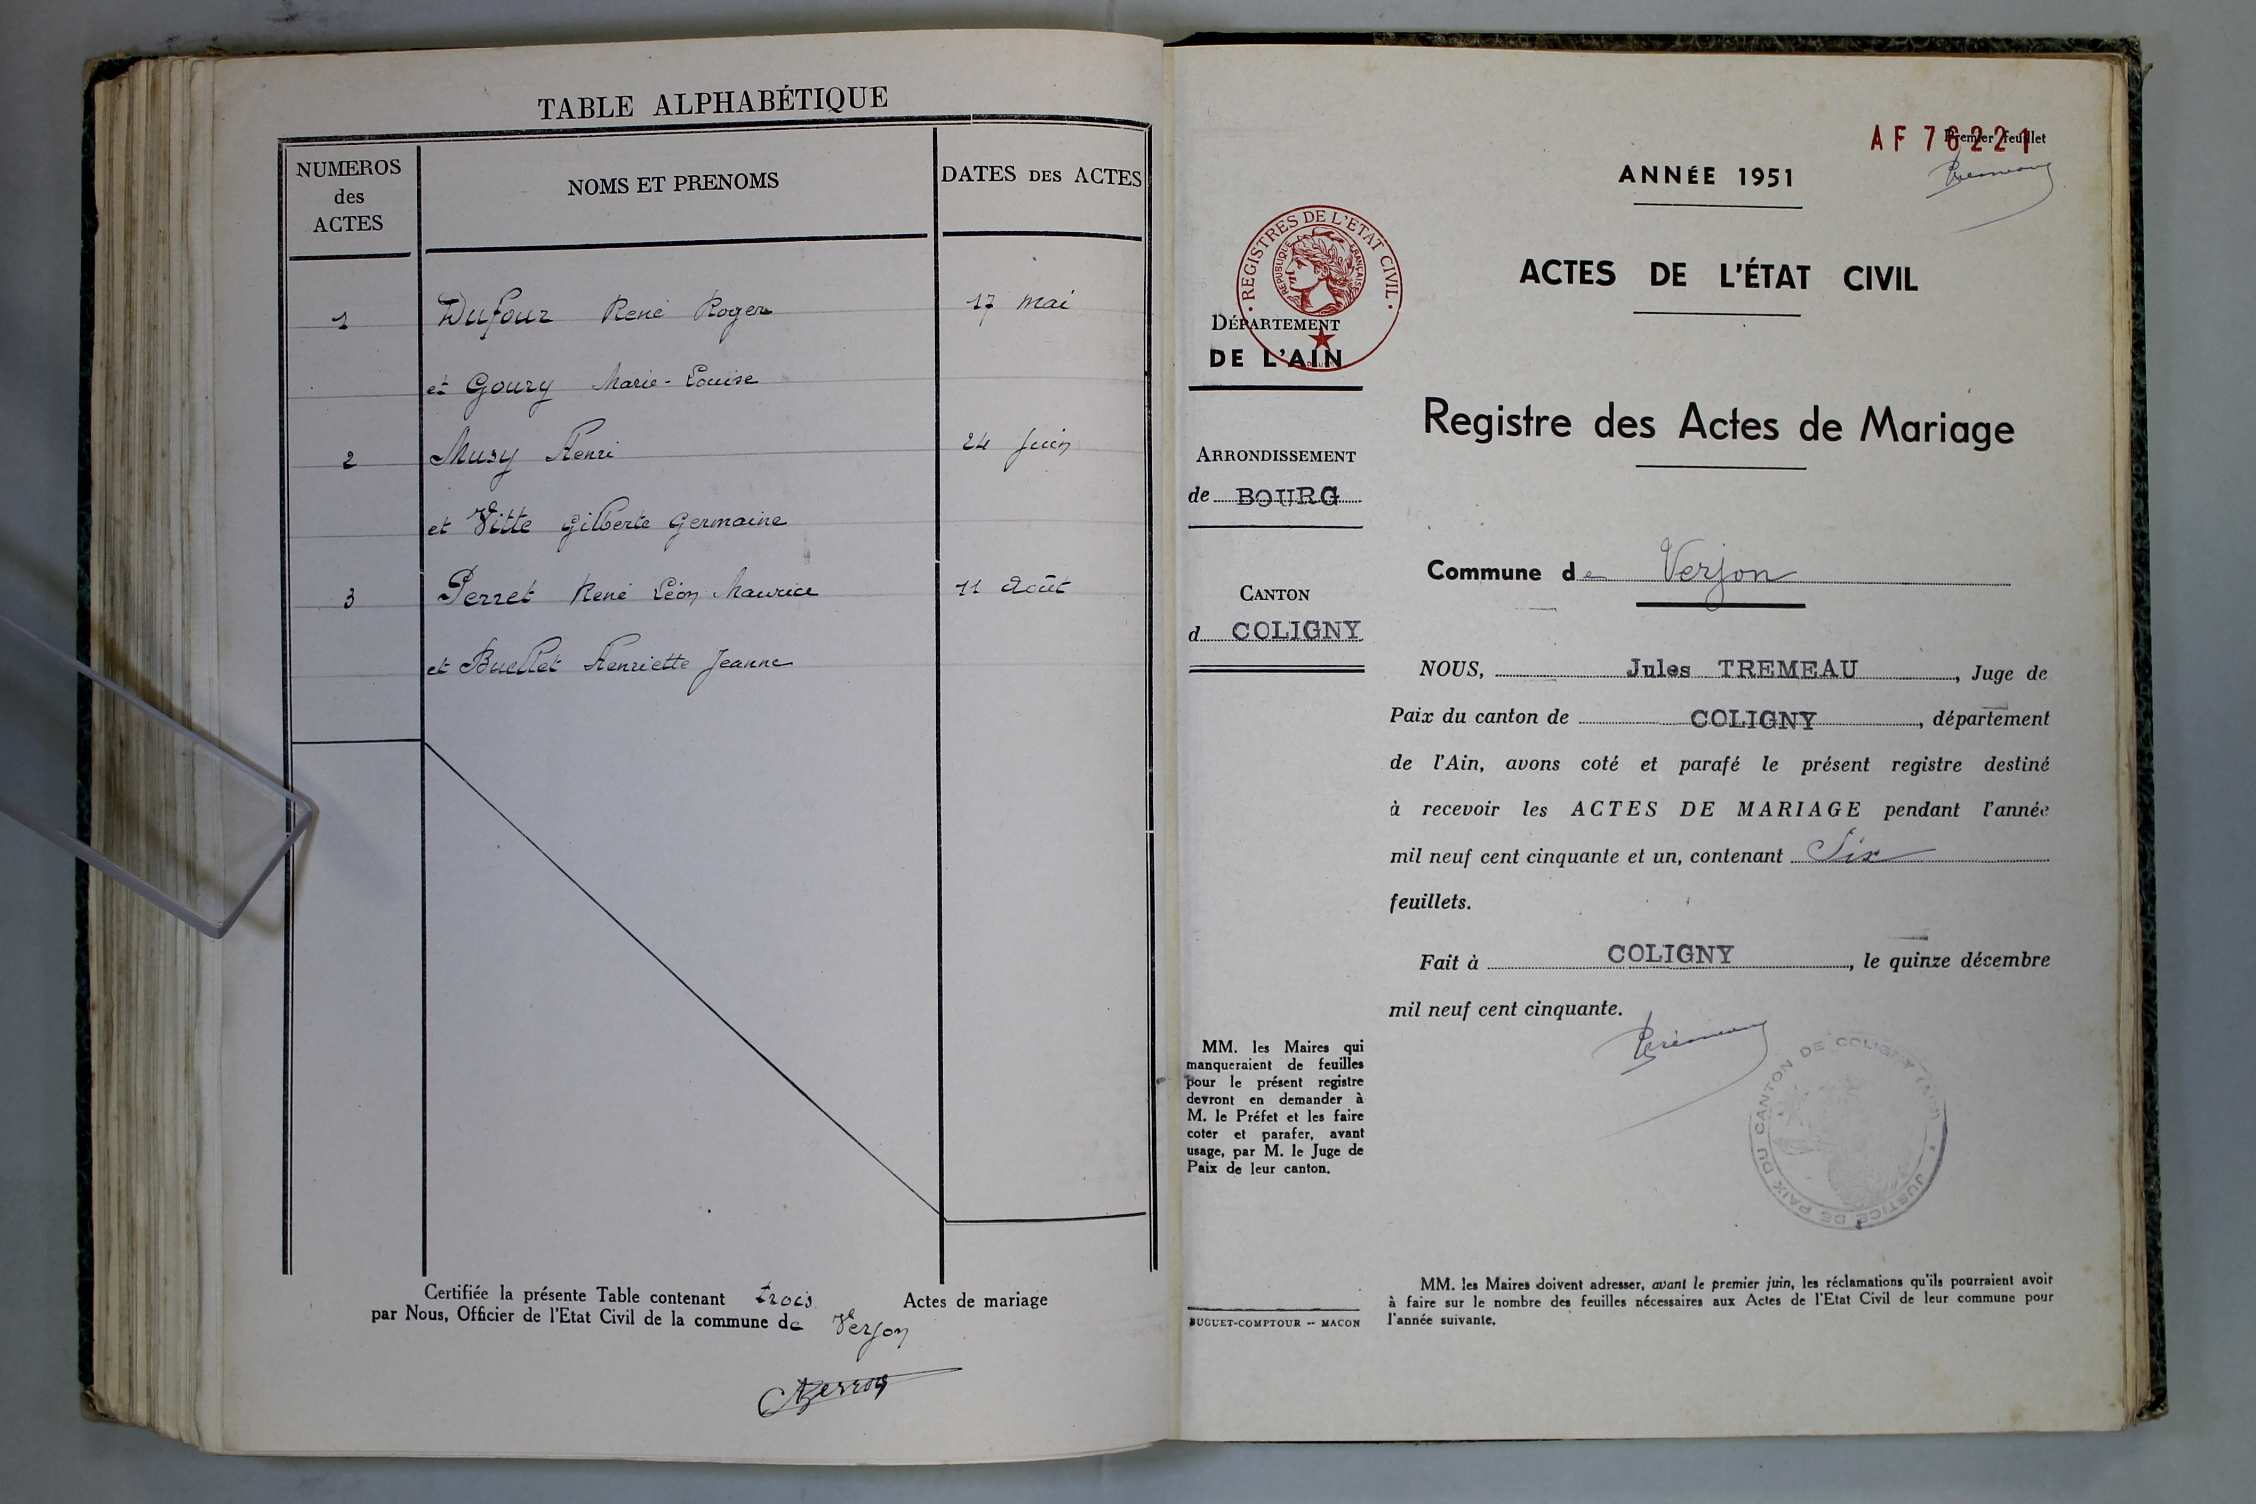 TABLE ALPHABÉTIQUE
NUMEROS
des
ACTES
NOMS ET PRENOMS
DATES DES ACTES
1 Dufour René Roger 17 mai
et Goury Marie-Louise
2 Musy Henri 24 Juin
et Vitte Gilberte Germaine
3 Perret René Léon Maurice 11 Août
et Buellet Henriette Jeanne
Certifiée la présente Table contenant trois Actes de mariage
par Nous, Officier de l'Etat Civil de la commune de Verjon
AF 76221
Premier feuillet
ANNÉE 1951
ACTES DE L'ÉTAT CIVIL
REGISTRES DE L'ETAT CIVIL
REPUBLIQUE FRANÇAISE
DÉPARTEMENT
DE L'AIN
ARRONDISSEMENT
de BOURG
CANTON
d COLIGNY
MM. les Maires qui
manqueraient de feuilles
pour le présent registre
devront en demander à
M. le Préfet et les faire
coter et parafer, avant
usage, par M. le Juge de
Paix de leur canton.
BUGUET-COMPTOUR -- MACON
Registre des Actes de Mariage
Commune de Verjon
NOUS, Jules TREMEAU, Juge de
Paix du canton de COLIGNY, département
de l'Ain, avons coté et parafé le présent registre destiné
à recevoir les ACTES DE MARIAGE pendant l'année
mil neuf cent cinquante et un, contenant Six
feuillets.
Fait à COLIGNY, le quinze décembre
mil neuf cent cinquante.
Trémeau
JUSTICE DE PAIX DU CANTON DE COLIGNY (AIN)
MM. les Maires doivent adresser, avant le premier juin, les réclamations qu'ils pourraient avoir
à faire sur le nombre des feuilles nécessaires aux Actes de l'Etat Civil de leur commune pour
l'année suivante.